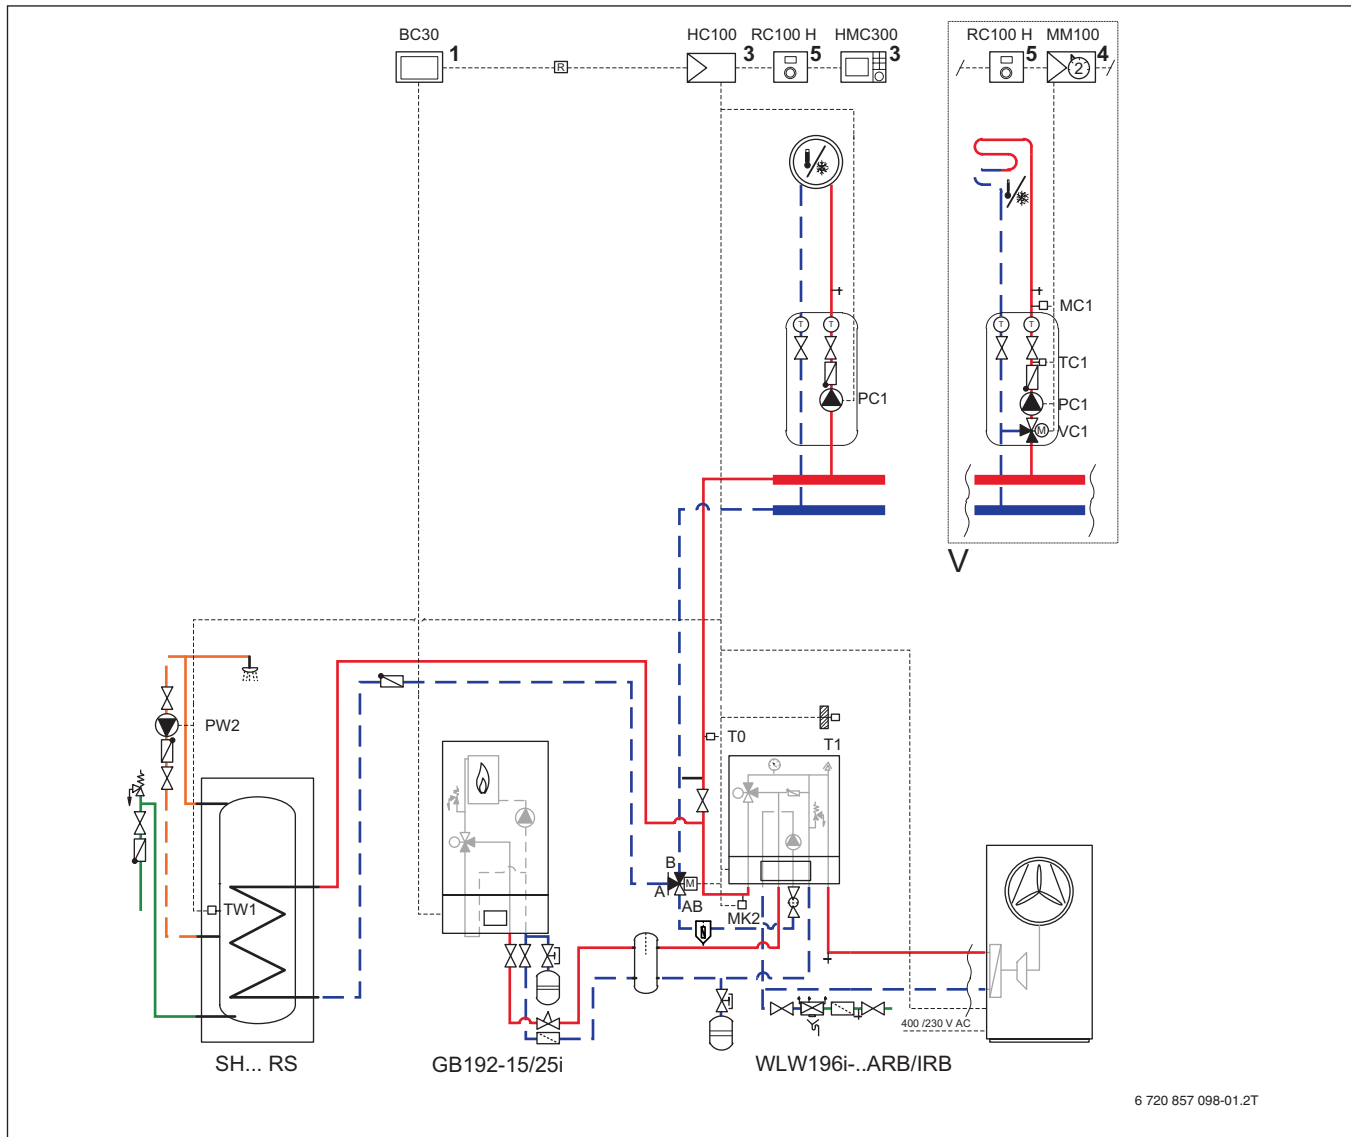 BC30 HC100 RC100 H HMC300 RC100 H MM100
1 R 3 5 3 5 2 4
MC1
T T T T
TC1
PC1 PC1
M VC1
V
PW2 T0 T1
B
A M
AB
TW1 MK2
400 /230 V AC
SH... RS GB192-15/25i WLW196i-..ARB/IRB
6 720 857 098-01.2T